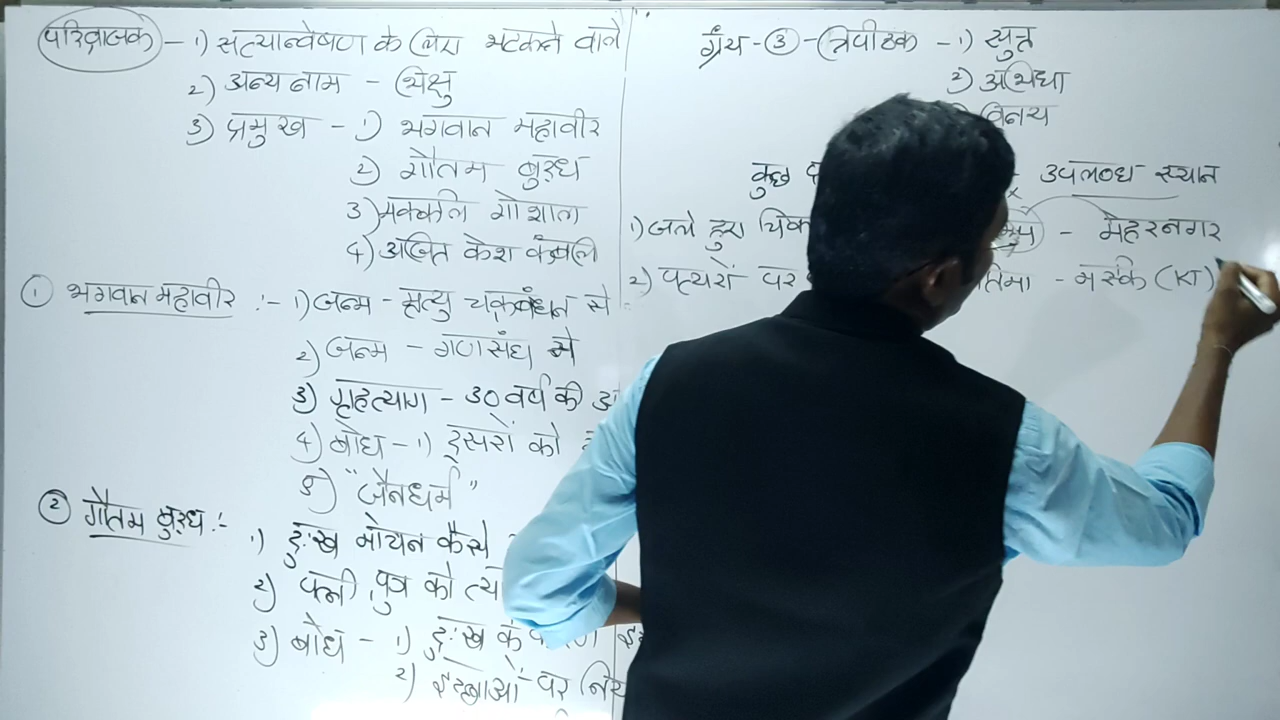 परिव्राजक – 1) सत्यान्वेषण के लिए भटकने वाले
2) अन्य नाम – भिक्षु
3) प्रमुख – 1) भगवान महावीर
2) गौतम बुद्ध
3) मक्कलि गोशाल
4) अजित केश कंबलि
① भगवान महावीर :- 1) जन्म – मृत्यु चक्रबंधन से
2) जन्म – गणसंघ में
3) गृहत्याग – 30 वर्ष की
4) बोध – 1) दूसरों को
5) "जैनधर्म"
② गौतम बुद्ध :-
1) दुःख मोचन कैसे
2) पत्नी, पुत्र को
3) बोध – 1) दुःख के
2) इच्छाओं पर
ग्रंथ – ③ – त्रिपीठक – 1) सुत्त
2) अभिधा
विनय
कुछ उपलब्ध स्थान
1) जले हुए – मेहरनगर
2) पत्थरों पर – मस्कि (KT)